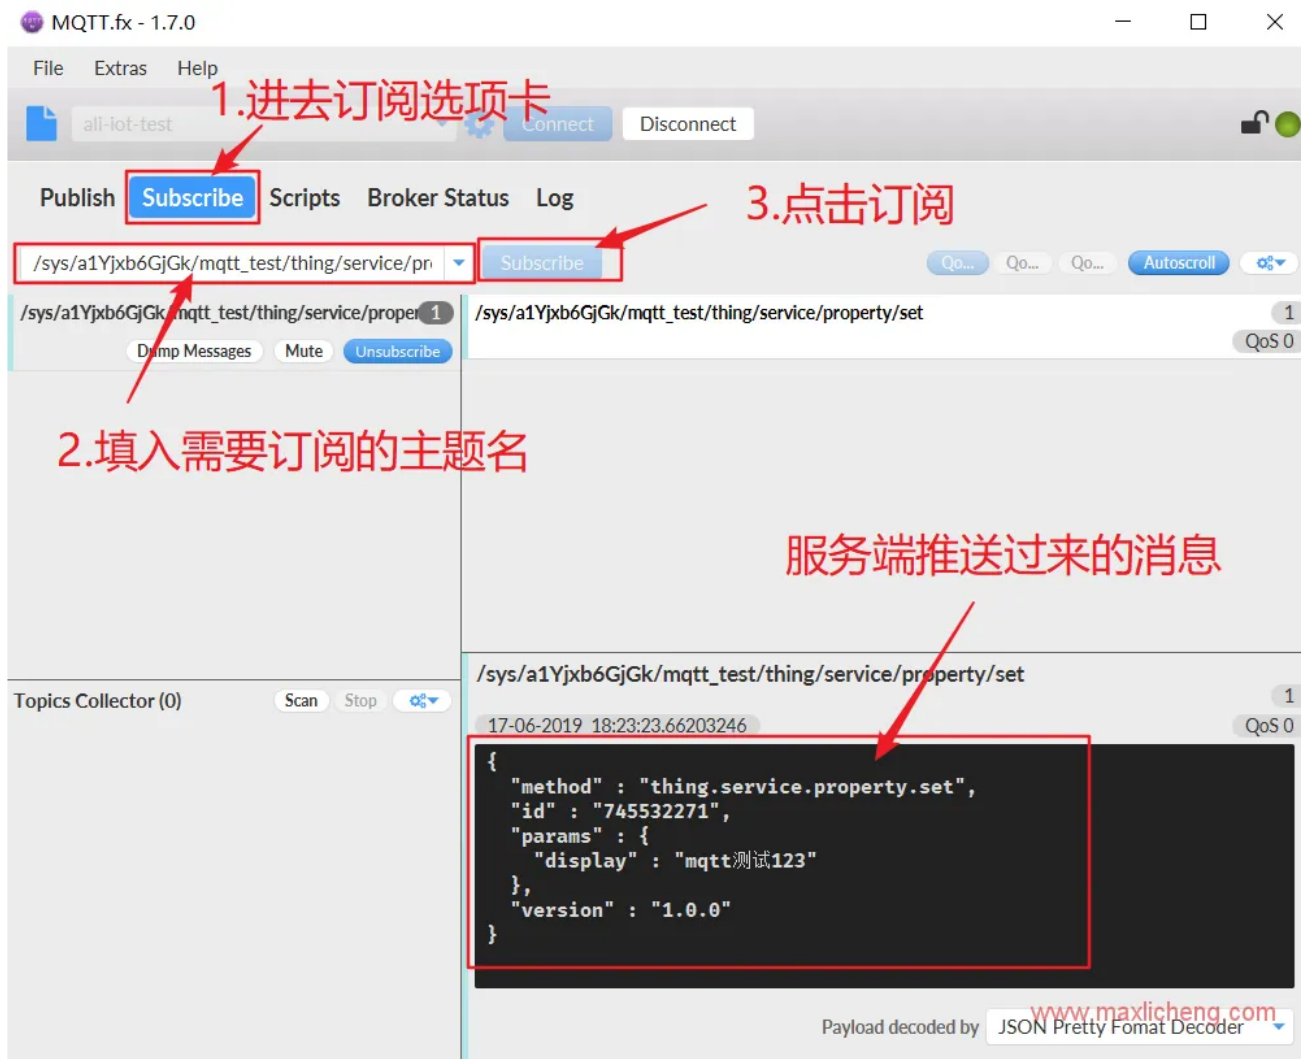 MQTT.fx - 1.7.0
File Extras Help
1.进去订阅选项卡
ali-iot-test
Connect
Disconnect
Publish Subscribe Scripts Broker Status Log
3.点击订阅
/sys/a1Yjxb6GjGk/mqtt_test/thing/service/pr
Subscribe
Qo... Qo... Qo... Autoscroll
/sys/a1Yjxb6GjGk/mqtt_test/thing/service/proper 1
Dump Messages Mute Unsubscribe
/sys/a1Yjxb6GjGk/mqtt_test/thing/service/property/set
1
QoS 0
2.填入需要订阅的主题名
服务端推送过来的消息
Topics Collector (0) Scan Stop
/sys/a1Yjxb6GjGk/mqtt_test/thing/service/property/set
1
17-06-2019 18:23:23.66203246
QoS 0
{
"method" : "thing.service.property.set",
"id" : "745532271",
"params" : {
"display" : "mqtt测试123"
},
"version" : "1.0.0"
}
www.maxlicheng.com
Payload decoded by JSON Pretty Fomat Decoder